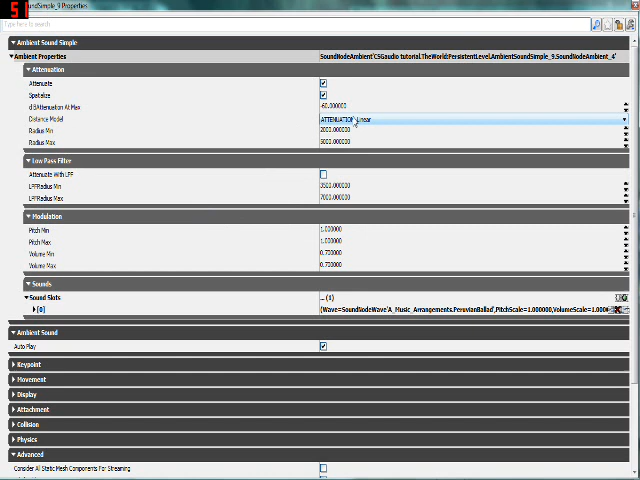 51
oundSimple_9 Properties
Type here to search
Ambient Sound Simple
Ambient Properties SoundNodeAmbient'CSGaudio tutorial.TheWorld:PersistentLevel.AmbientSoundSimple_9.SoundNodeAmbient_4'
Attenuation
Attenuate
Spatialize
dBAttenuation At Max -60.000000
Distance Model ATTENUATION_Linear
Radius Min 2000.000000
Radius Max 5000.000000
Low Pass Filter
Attenuate With LPF
LPFRadius Min 3500.000000
LPFRadius Max 7000.000000
Modulation
Pitch Min 1.000000
Pitch Max 1.000000
Volume Min 0.700000
Volume Max 0.700000
Sounds
Sound Slots ... (1)
[0] (Wave=SoundNodeWave'A_Music_Arrangements.PeruvianBallad',PitchScale=1.000000,VolumeScale=1.000
Ambient Sound
Auto Play
Keypoint
Movement
Display
Attachment
Collision
Physics
Advanced
Consider All Static Mesh Components For Streaming